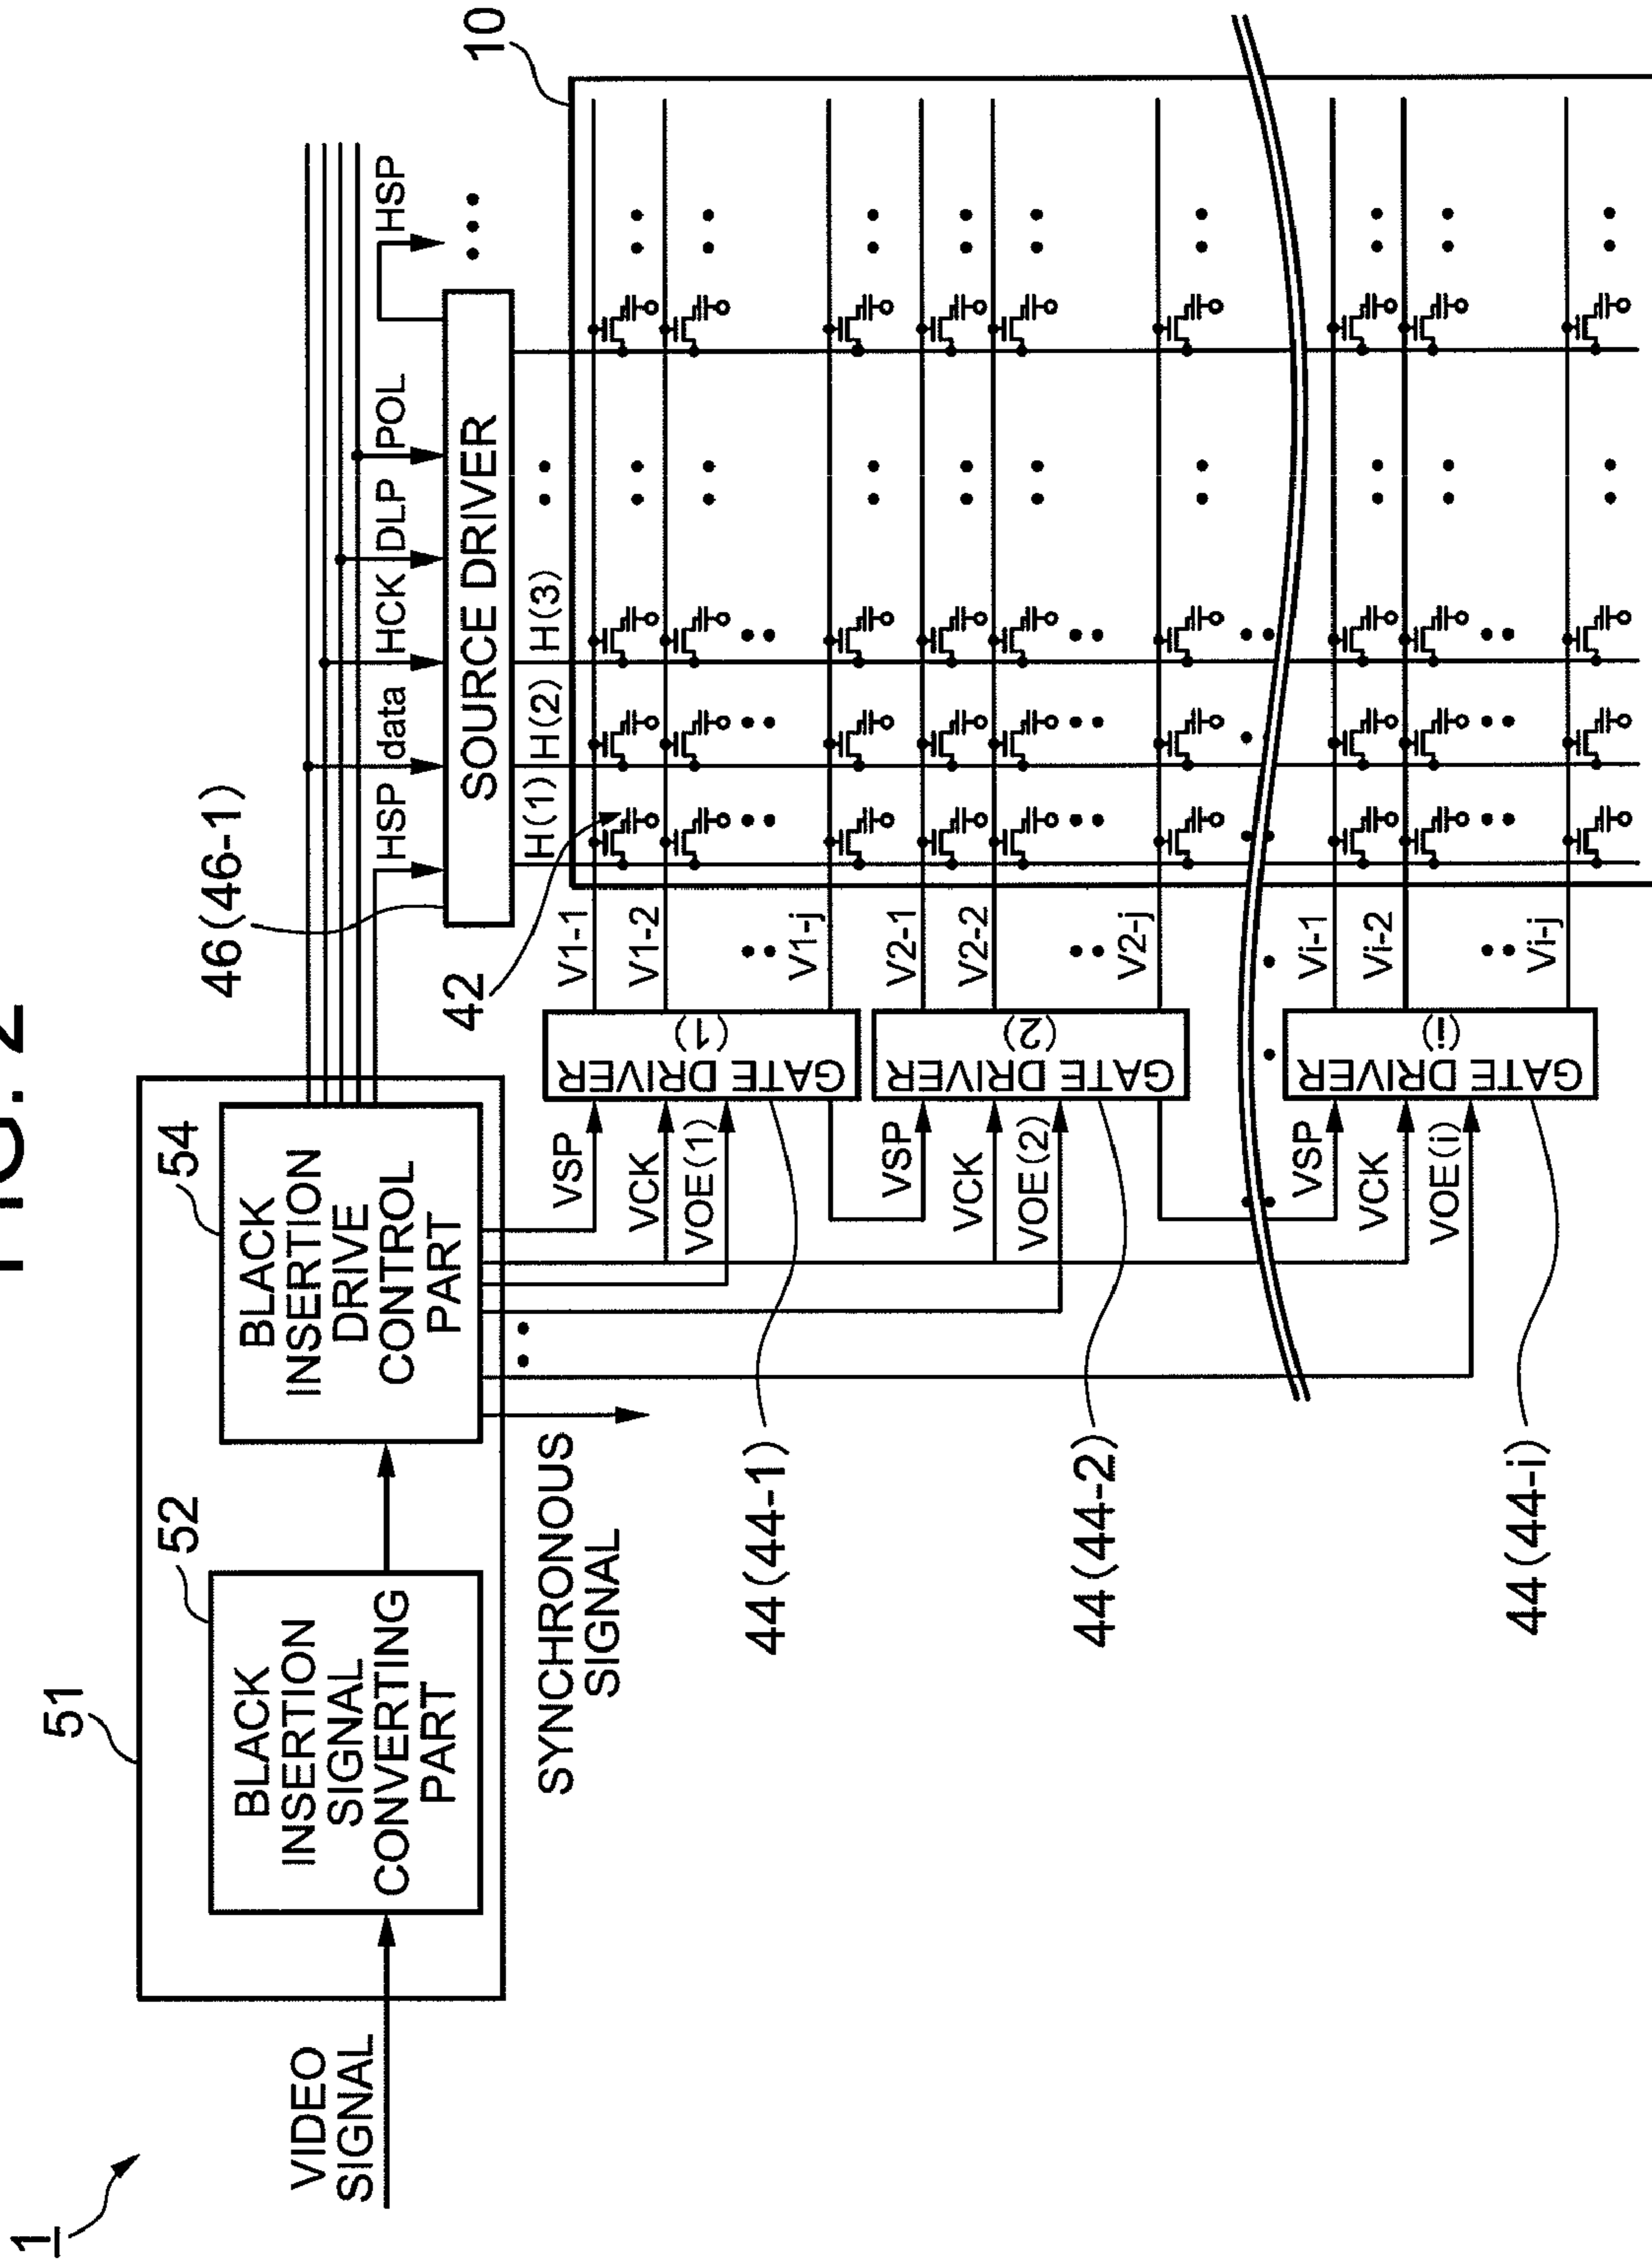 FIG. 2
1
51
52
54
VIDEO
SIGNAL
BLACK
INSERTION
SIGNAL
CONVERTING
PART
BLACK
INSERTION
DRIVE
CONTROL
PART
SYNCHRONOUS
SIGNAL
46(46-1)
HSP
data
HCK
DLP
POL
HSP
SOURCE DRIVER
10
H(1)
H(2)
H(3)
42
VSP
VCK
VOE(1)
GATE DRIVER
(1)
V1-1
V1-2
V1-j
44(44-1)
VSP
VCK
VOE(2)
GATE DRIVER
(2)
V2-1
V2-2
V2-j
44(44-2)
VSP
VCK
VOE(i)
GATE DRIVER
(i)
Vi-1
Vi-2
Vi-j
44(44-i)